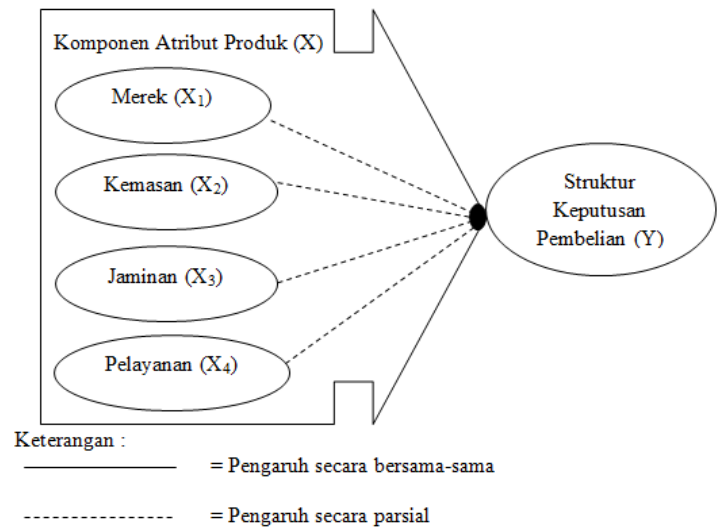 Komponen Atribut Produk (X)
Merek (X₁)
Kemasan (X₂)
Jaminan (X₃)
Pelayanan (X₄)
Struktur
Keputusan
Pembelian (Y)
Keterangan :
= Pengaruh secara bersama-sama
= Pengaruh secara parsial